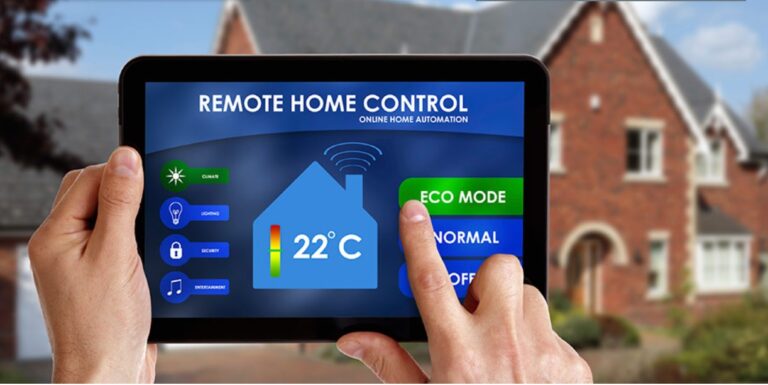 REMOTE HOME CONTROL
ONLINE HOME AUTOMATION
CLIMATE
LIGHTING
SECURITY
ENTERTAINMENT
22°C
ECO MODE
NORMAL
OFF